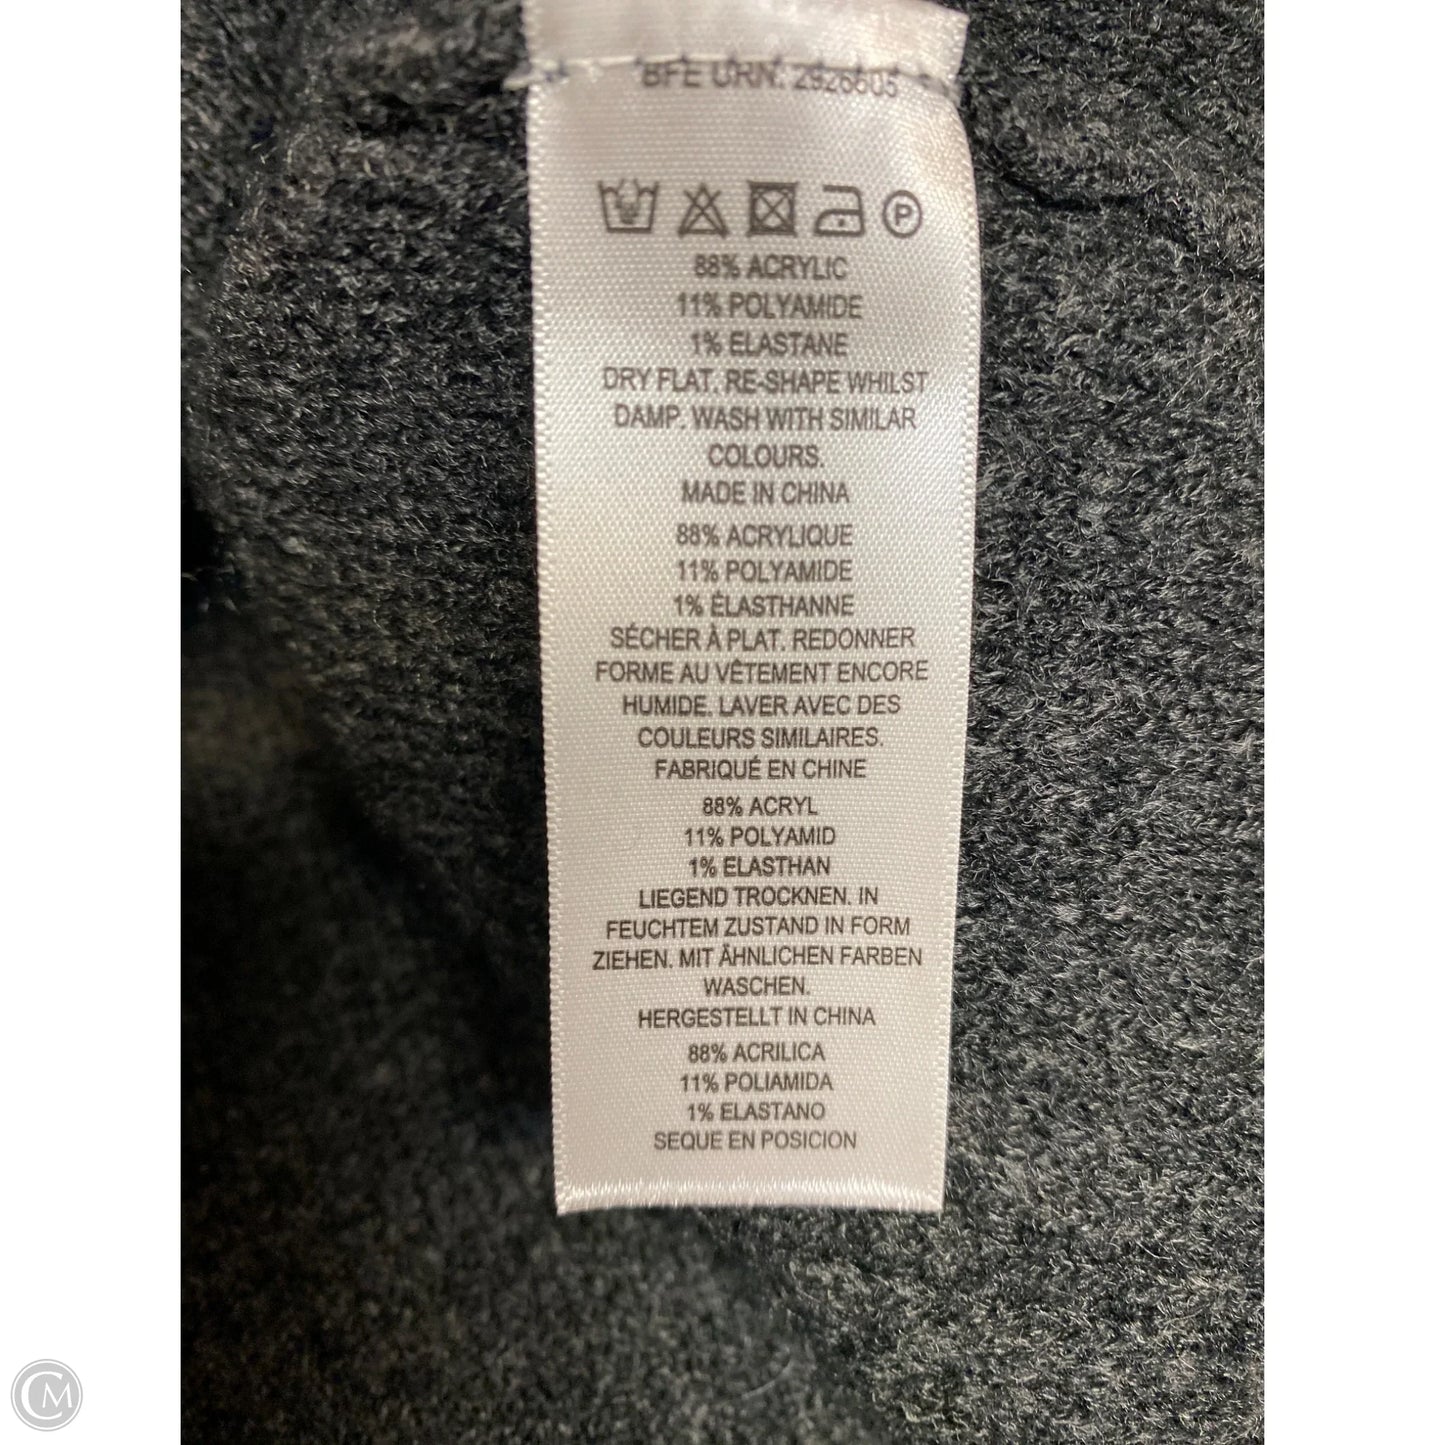 BFE URN: 2926605
P
88% ACRYLIC
11% POLYAMIDE
1% ELASTANE
DRY FLAT. RE-SHAPE WHILST
DAMP. WASH WITH SIMILAR
COLOURS.
MADE IN CHINA
88% ACRYLIQUE
11% POLYAMIDE
1% ÉLASTHANNE
SÉCHER À PLAT. REDONNER
FORME AU VÊTEMENT ENCORE
HUMIDE. LAVER AVEC DES
COULEURS SIMILAIRES.
FABRIQUÉ EN CHINE
88% ACRYL
11% POLYAMID
1% ELASTHAN
LIEGEND TROCKNEN. IN
FEUCHTEM ZUSTAND IN FORM
ZIEHEN. MIT ÄHNLICHEN FARBEN
WASCHEN.
HERGESTELLT IN CHINA
88% ACRILICA
11% POLIAMIDA
1% ELASTANO
SEQUE EN POSICION
CM